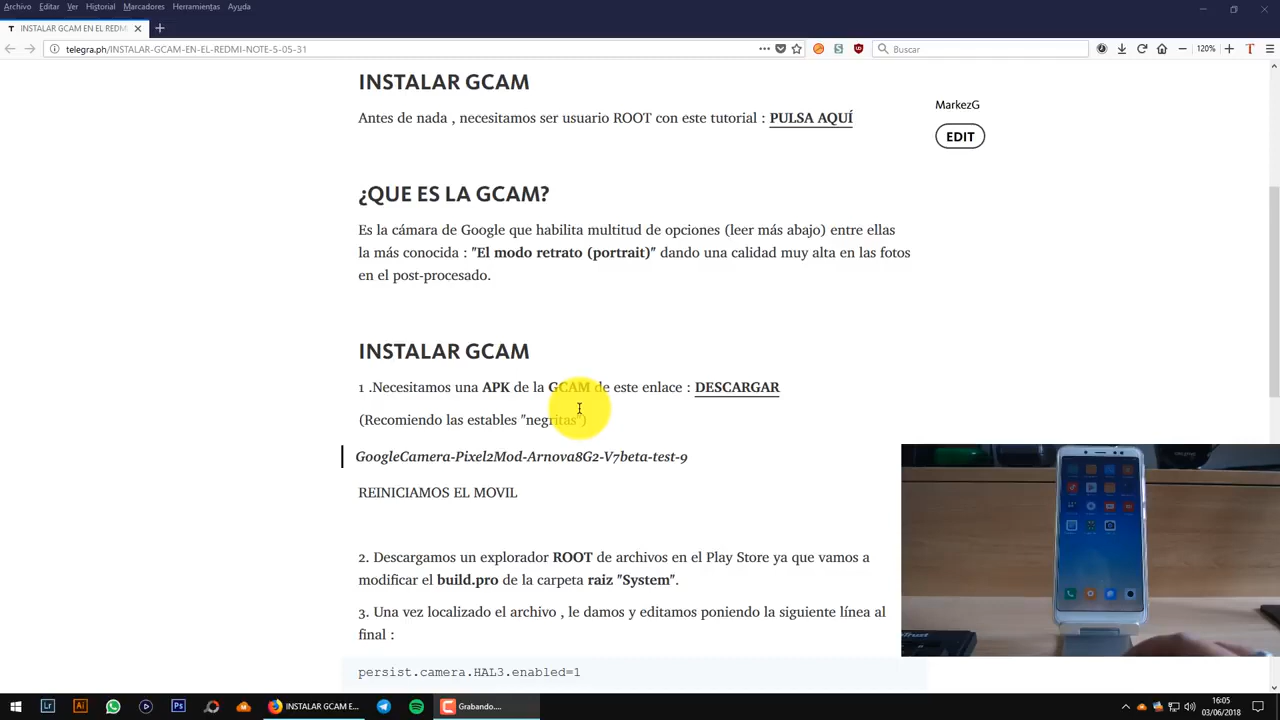 Archivo Editar Ver Historial Marcadores Herramientas Ayuda
INSTALAR GCAM EN EL REDMI
telegra.ph/INSTALAR-GCAM-EN-EL-REDMI-NOTE-5-05-31
Buscar
120%
INSTALAR GCAM
Antes de nada , necesitamos ser usuario ROOT con este tutorial : PULSA AQUÍ
MarkezG
EDIT
¿QUE ES LA GCAM?
Es la cámara de Google que habilita multitud de opciones (leer más abajo) entre ellas
la más conocida : "El modo retrato (portrait)" dando una calidad muy alta en las fotos
en el post-procesado.
INSTALAR GCAM
1 .Necesitamos una APK de la GCAM de este enlace : DESCARGAR
(Recomiendo las estables "negritas")
GoogleCamera-Pixel2Mod-Arnova8G2-V7beta-test-9
REINICIAMOS EL MOVIL
2. Descargamos un explorador ROOT de archivos en el Play Store ya que vamos a
modificar el build.pro de la carpeta raiz "System".
3. Una vez localizado el archivo , le damos y editamos poniendo la siguiente línea al
final :
persist.camera.HAL3.enabled=1
Trust
INSTALAR GCAM E...
Grabando....
16:05
03/06/2018